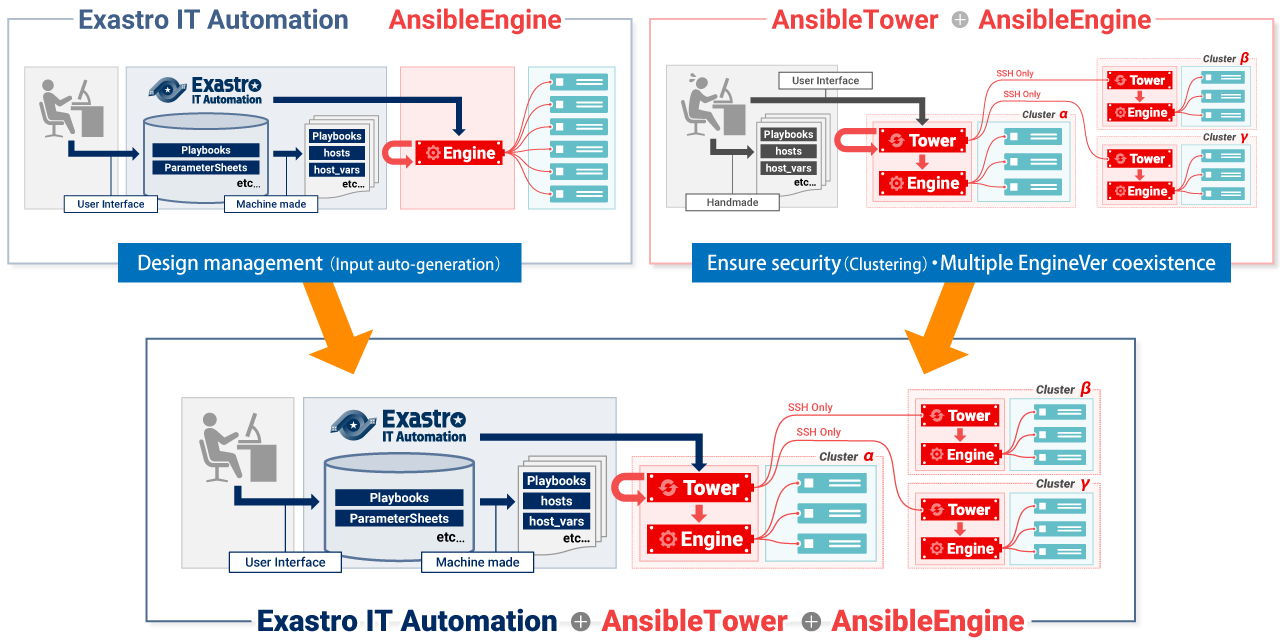 Exastro IT Automation
AnsibleEngine
Exastro
IT Automation
Playbooks
ParameterSheets
etc...
Playbooks
hosts
host_vars
etc...
Engine
User Interface
Machine made
Design management (Input auto-generation)
AnsibleTower + AnsibleEngine
User Interface
Playbooks
hosts
host_vars
etc...
Handmade
Tower
Engine
Cluster α
SSH Only
SSH Only
Cluster β
Tower
Engine
Cluster γ
Tower
Engine
Ensure security (Clustering)・Multiple EngineVer coexistence
Exastro
IT Automation
Playbooks
ParameterSheets
etc...
Playbooks
hosts
host_vars
etc...
User Interface
Machine made
Tower
Engine
Cluster α
SSH Only
SSH Only
Cluster β
Tower
Engine
Cluster γ
Tower
Engine
Exastro IT Automation + AnsibleTower + AnsibleEngine